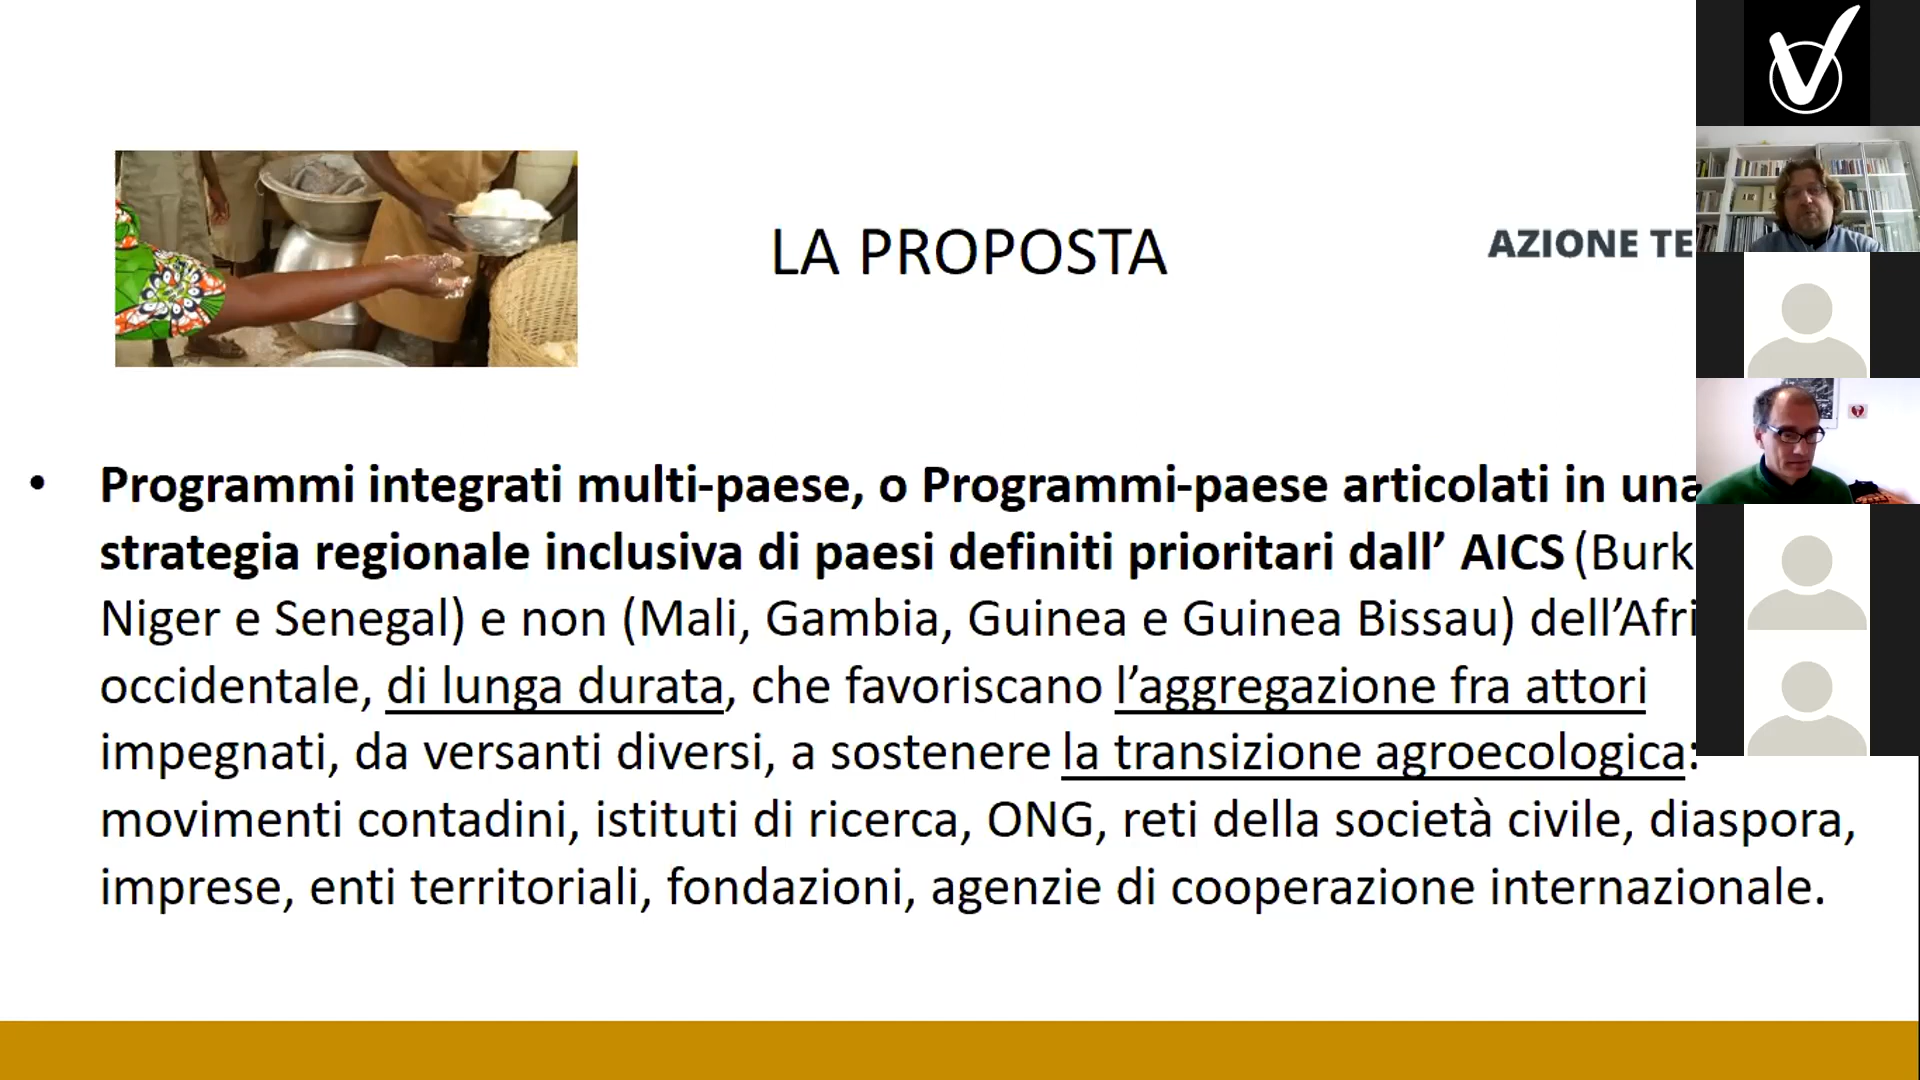 LA PROPOSTA
AZIONE TE
• Programmi integrati multi-paese, o Programmi-paese articolati in una
strategia regionale inclusiva di paesi definiti prioritari dall’ AICS (Burk
Niger e Senegal) e non (Mali, Gambia, Guinea e Guinea Bissau) dell’Afri
occidentale, di lunga durata, che favoriscano l’aggregazione fra attori
impegnati, da versanti diversi, a sostenere la transizione agroecologica:
movimenti contadini, istituti di ricerca, ONG, reti della società civile, diaspora,
imprese, enti territoriali, fondazioni, agenzie di cooperazione internazionale.